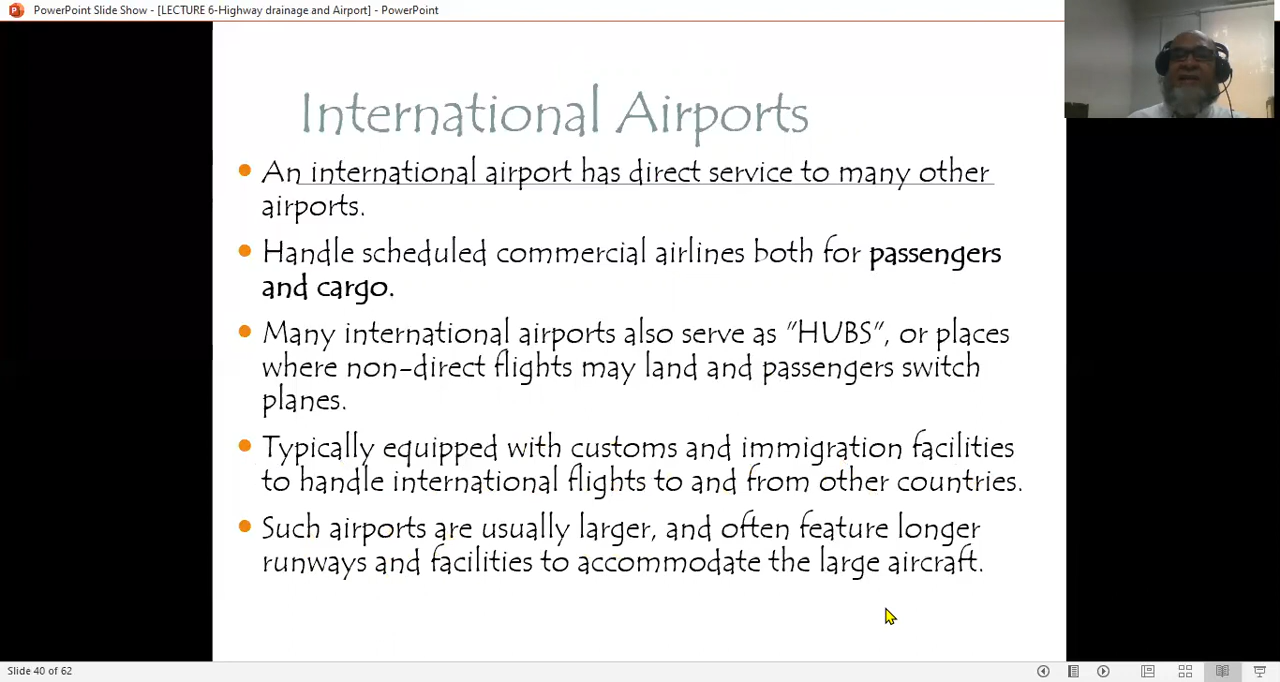 PowerPoint Slide Show - [LECTURE 6-Highway drainage and Airport] - PowerPoint
International Airports
An international airport has direct service to many other
airports.
Handle scheduled commercial airlines both for passengers
and cargo.
Many international airports also serve as "HUBS", or places
where non-direct flights may land and passengers switch
planes.
Typically equipped with customs and immigration facilities
to handle international flights to and from other countries.
Such airports are usually larger, and often feature longer
runways and facilities to accommodate the large aircraft.
Slide 40 of 62